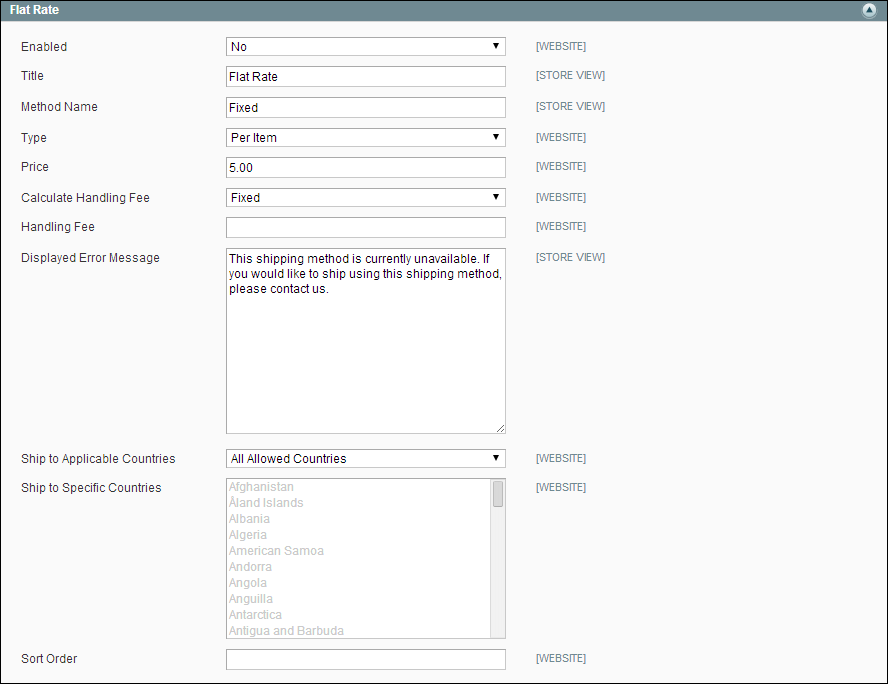 Flat Rate
Enabled No [WEBSITE]
Title Flat Rate [STORE VIEW]
Method Name Fixed [STORE VIEW]
Type Per Item [WEBSITE]
Price 5.00 [WEBSITE]
Calculate Handling Fee Fixed [WEBSITE]
Handling Fee [WEBSITE]
Displayed Error Message This shipping method is currently unavailable. If [STORE VIEW]
you would like to ship using this shipping method,
please contact us.
Ship to Applicable Countries All Allowed Countries [WEBSITE]
Ship to Specific Countries Afghanistan [WEBSITE]
Åland Islands
Albania
Algeria
American Samoa
Andorra
Angola
Anguilla
Antarctica
Antigua and Barbuda
Sort Order [WEBSITE]